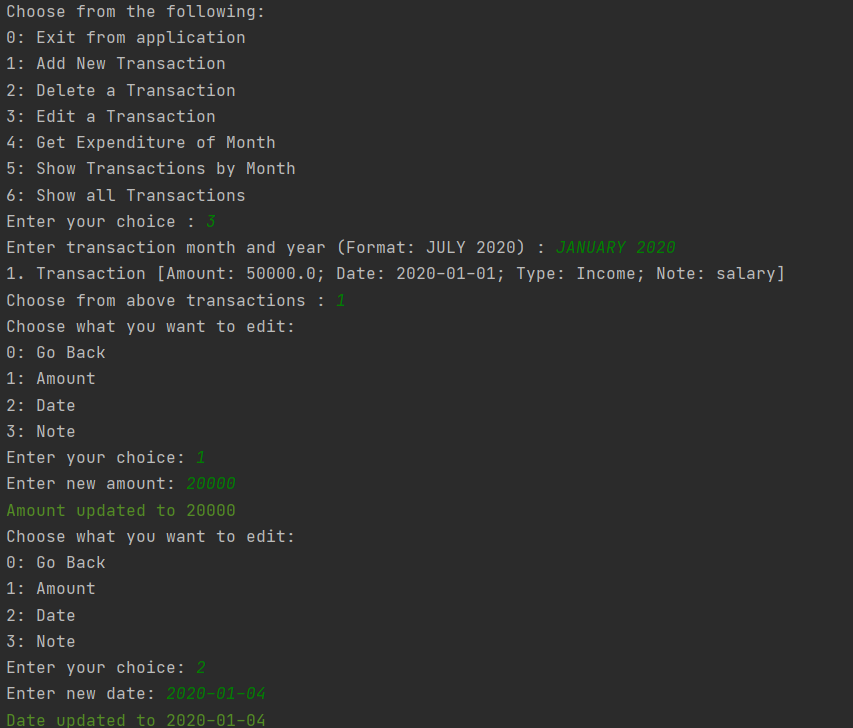 Choose from the following:
0: Exit from application
1: Add New Transaction
2: Delete a Transaction
3: Edit a Transaction
4: Get Expenditure of Month
5: Show Transactions by Month
6: Show all Transactions
Enter your choice : 3
Enter transaction month and year (Format: JULY 2020) : JANUARY 2020
1. Transaction [Amount: 50000.0; Date: 2020-01-01; Type: Income; Note: salary]
Choose from above transactions : 1
Choose what you want to edit:
0: Go Back
1: Amount
2: Date
3: Note
Enter your choice: 1
Enter new amount: 20000
Amount updated to 20000
Choose what you want to edit:
0: Go Back
1: Amount
2: Date
3: Note
Enter your choice: 2
Enter new date: 2020-01-04
Date updated to 2020-01-04